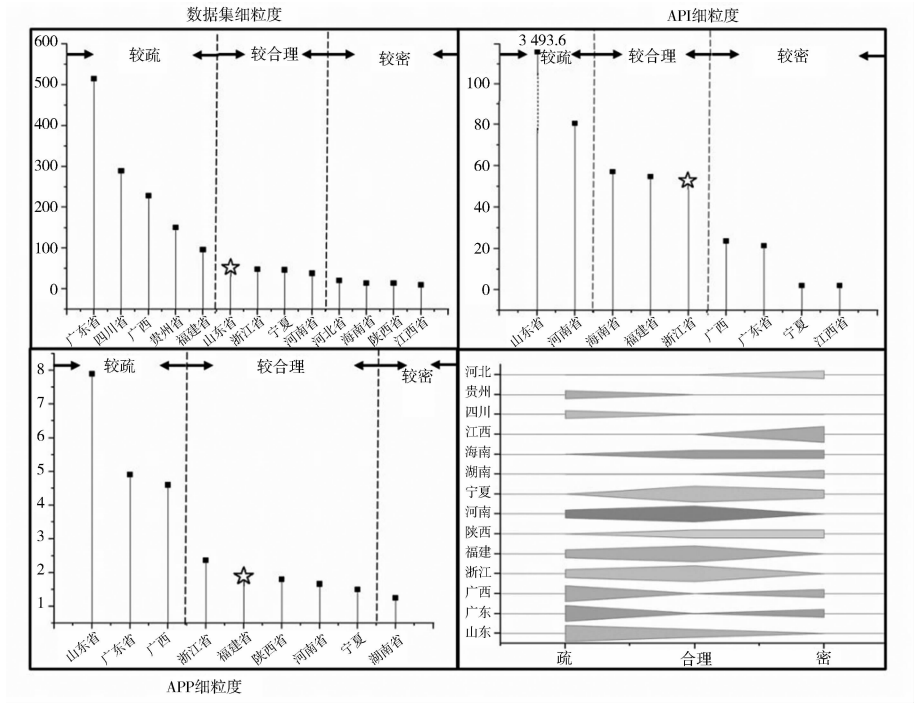 数据集细粒度
API细粒度
600
500
400
300
200
100
0
较疏
较合理
较密
广东省
四川省
广西
贵州省
福建省
山东省
浙江省
宁夏
河南省
河北省
海南省
陕西省
江西省
3 493.6
100
80
60
40
20
0
较疏
较合理
较密
山东省
河南省
海南省
福建省
浙江省
广西
广东省
宁夏
江西省
8
7
6
5
4
3
2
1
较疏
较合理
较密
山东省
广东省
广西
浙江省
福建省
陕西省
河南省
宁夏
湖南省
APP细粒度
河北
贵州
四川
江西
海南
湖南
宁夏
河南
陕西
福建
浙江
广西
广东
山东
疏
合理
密